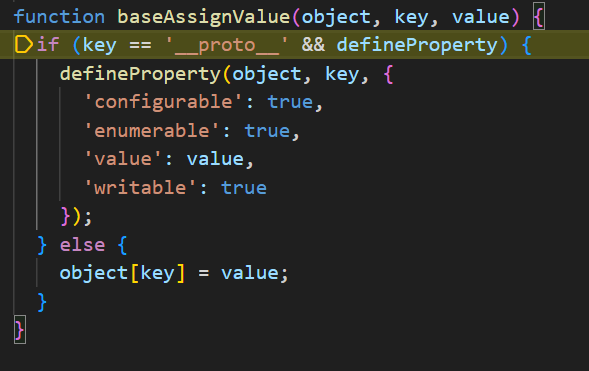 function baseAssignValue(object, key, value) {
if (key == '__proto__' && defineProperty) {
defineProperty(object, key, {
'configurable': true,
'enumerable': true,
'value': value,
'writable': true
});
} else {
object[key] = value;
}
}